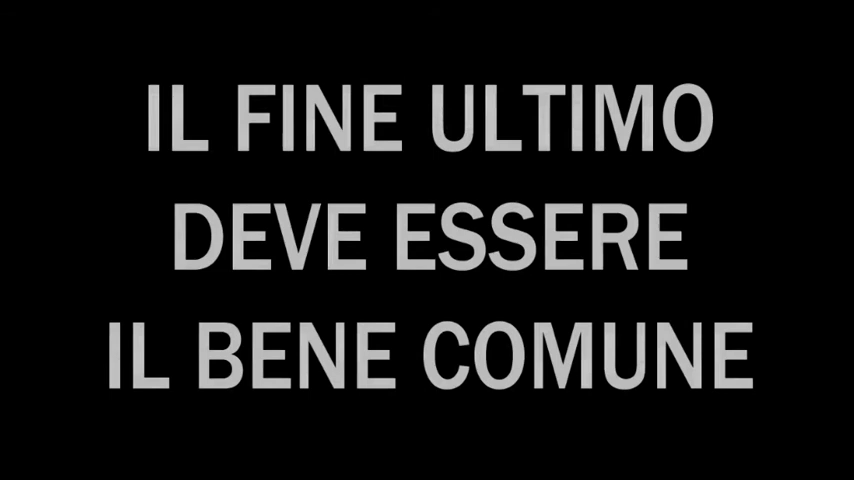 IL FINE ULTIMO
DEVE ESSERE
IL BENE COMUNE